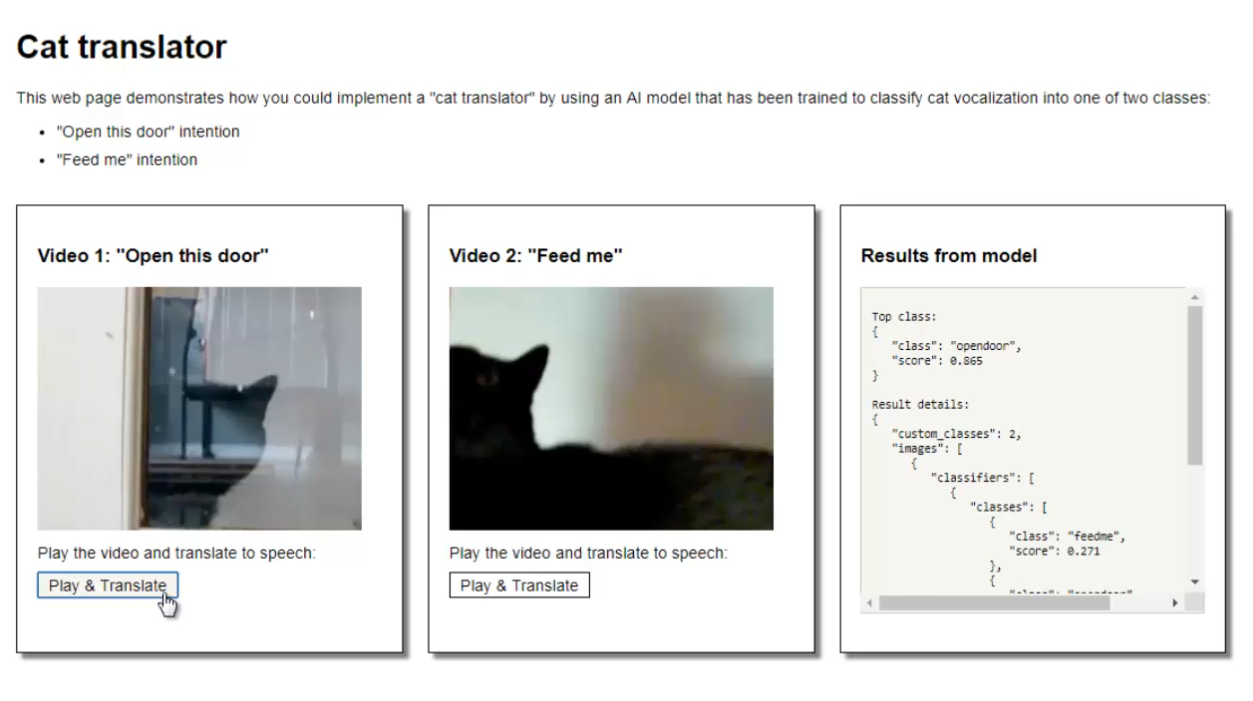 Cat translator
This web page demonstrates how you could implement a "cat translator" by using an AI model that has been trained to classify cat vocalization into one of two classes:
• "Open this door" intention
• "Feed me" intention
Video 1: "Open this door"
Play the video and translate to speech:
Play & Translate
Video 2: "Feed me"
Play the video and translate to speech:
Play & Translate
Results from model
Top class:
{
"class": "opendoor",
"score": 0.865
}
Result details:
{
"custom_classes": 2,
"images": [
{
"classifiers": [
{
"classes": [
{
"class": "feedme",
"score": 0.271
},
{